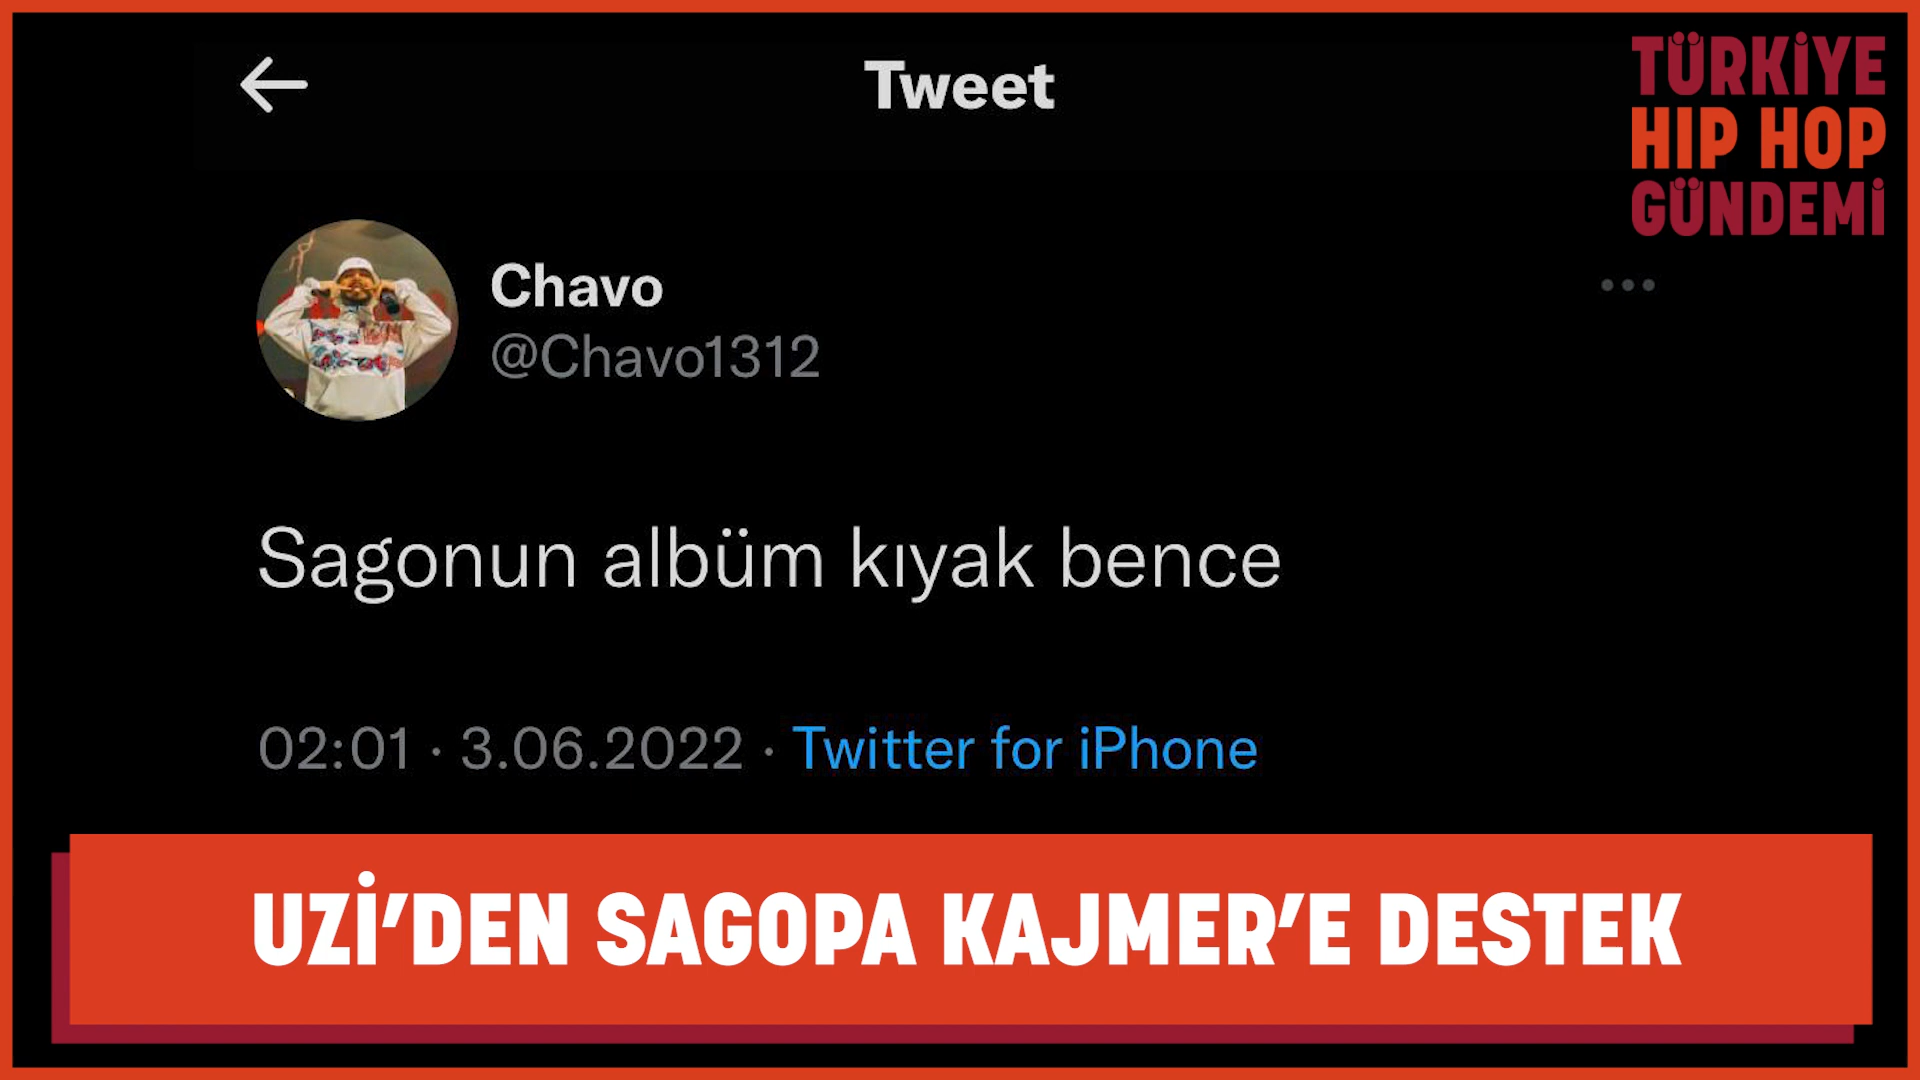 Tweet
TÜRKİYE
HIP HOP
GÜNDEMİ
Chavo
@Chavo1312
Sagonun albüm kıyak bence
02:01 · 3.06.2022 · Twitter for iPhone
UZİ’DEN SAGOPA KAJMER’E DESTEK